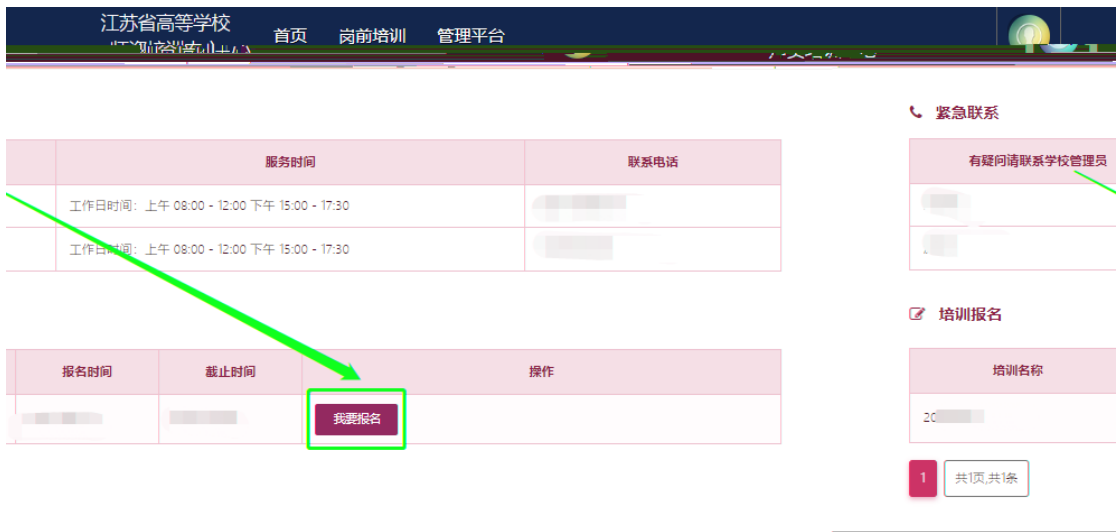 江苏省高等学校
首页 岗前培训 管理平台
紧急联系
服务时间 联系电话 有疑问请联系学校管理员
工作日时间: 上午 08:00 - 12:00 下午 15:00 - 17:30
工作日时间: 上午 08:00 - 12:00 下午 15:00 - 17:30
培训报名
报名时间 截止时间 操作 培训名称
我要报名 20
1 共1页,共1条